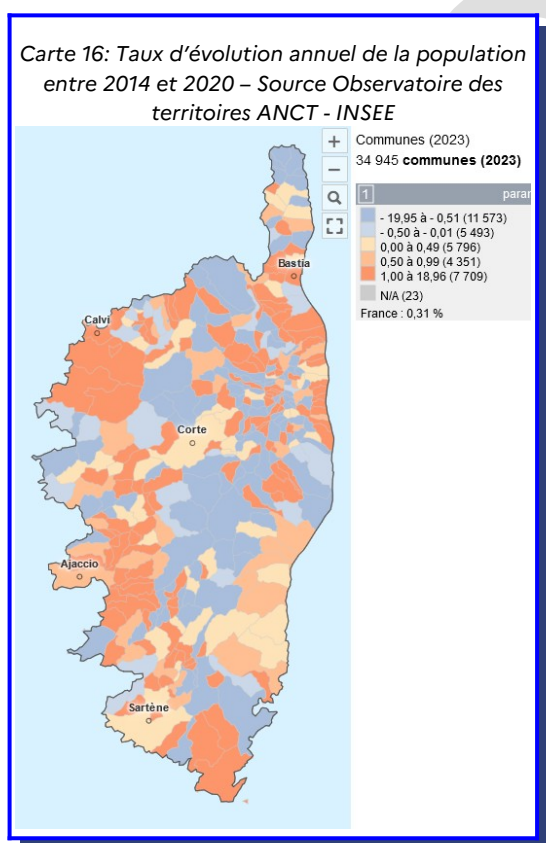 Carte 16: Taux d’évolution annuel de la population
entre 2014 et 2020 – Source Observatoire des
territoires ANCT - INSEE
Communes (2023)
34 945 communes (2023)
1 paran
- 19,95 à - 0,51 (11 573)
- 0,50 à - 0,01 (5 493)
0,00 à 0,49 (5 796)
0,50 à 0,99 (4 351)
1,00 à 18,96 (7 709)
N/A (23)
France : 0,31 %
Bastia
Calvi
Corte
Ajaccio
Sartène